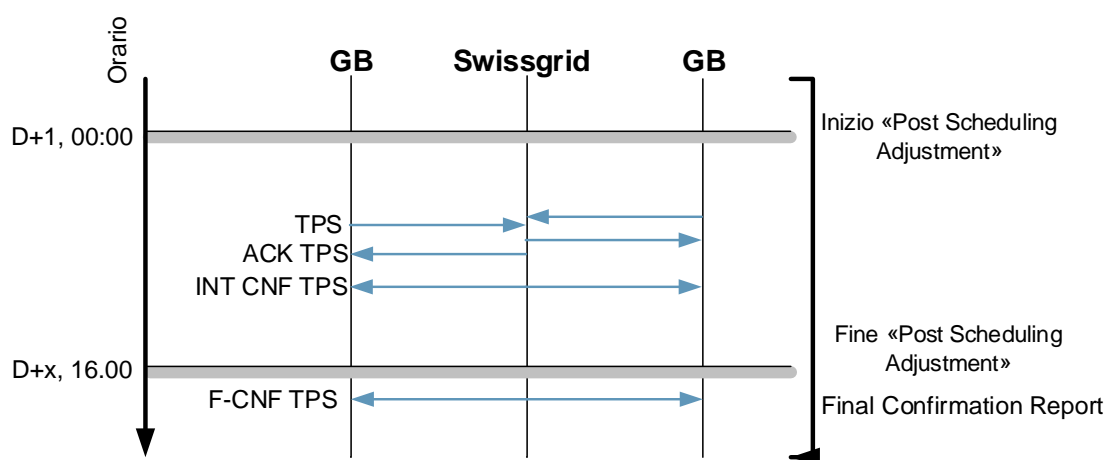 Orario
GB Swissgrid GB
D+1, 00:00
Inizio «Post Scheduling
Adjustment»
TPS
ACK TPS
INT CNF TPS
Fine «Post Scheduling
Adjustment»
D+x, 16.00
F-CNF TPS
Final Confirmation Report